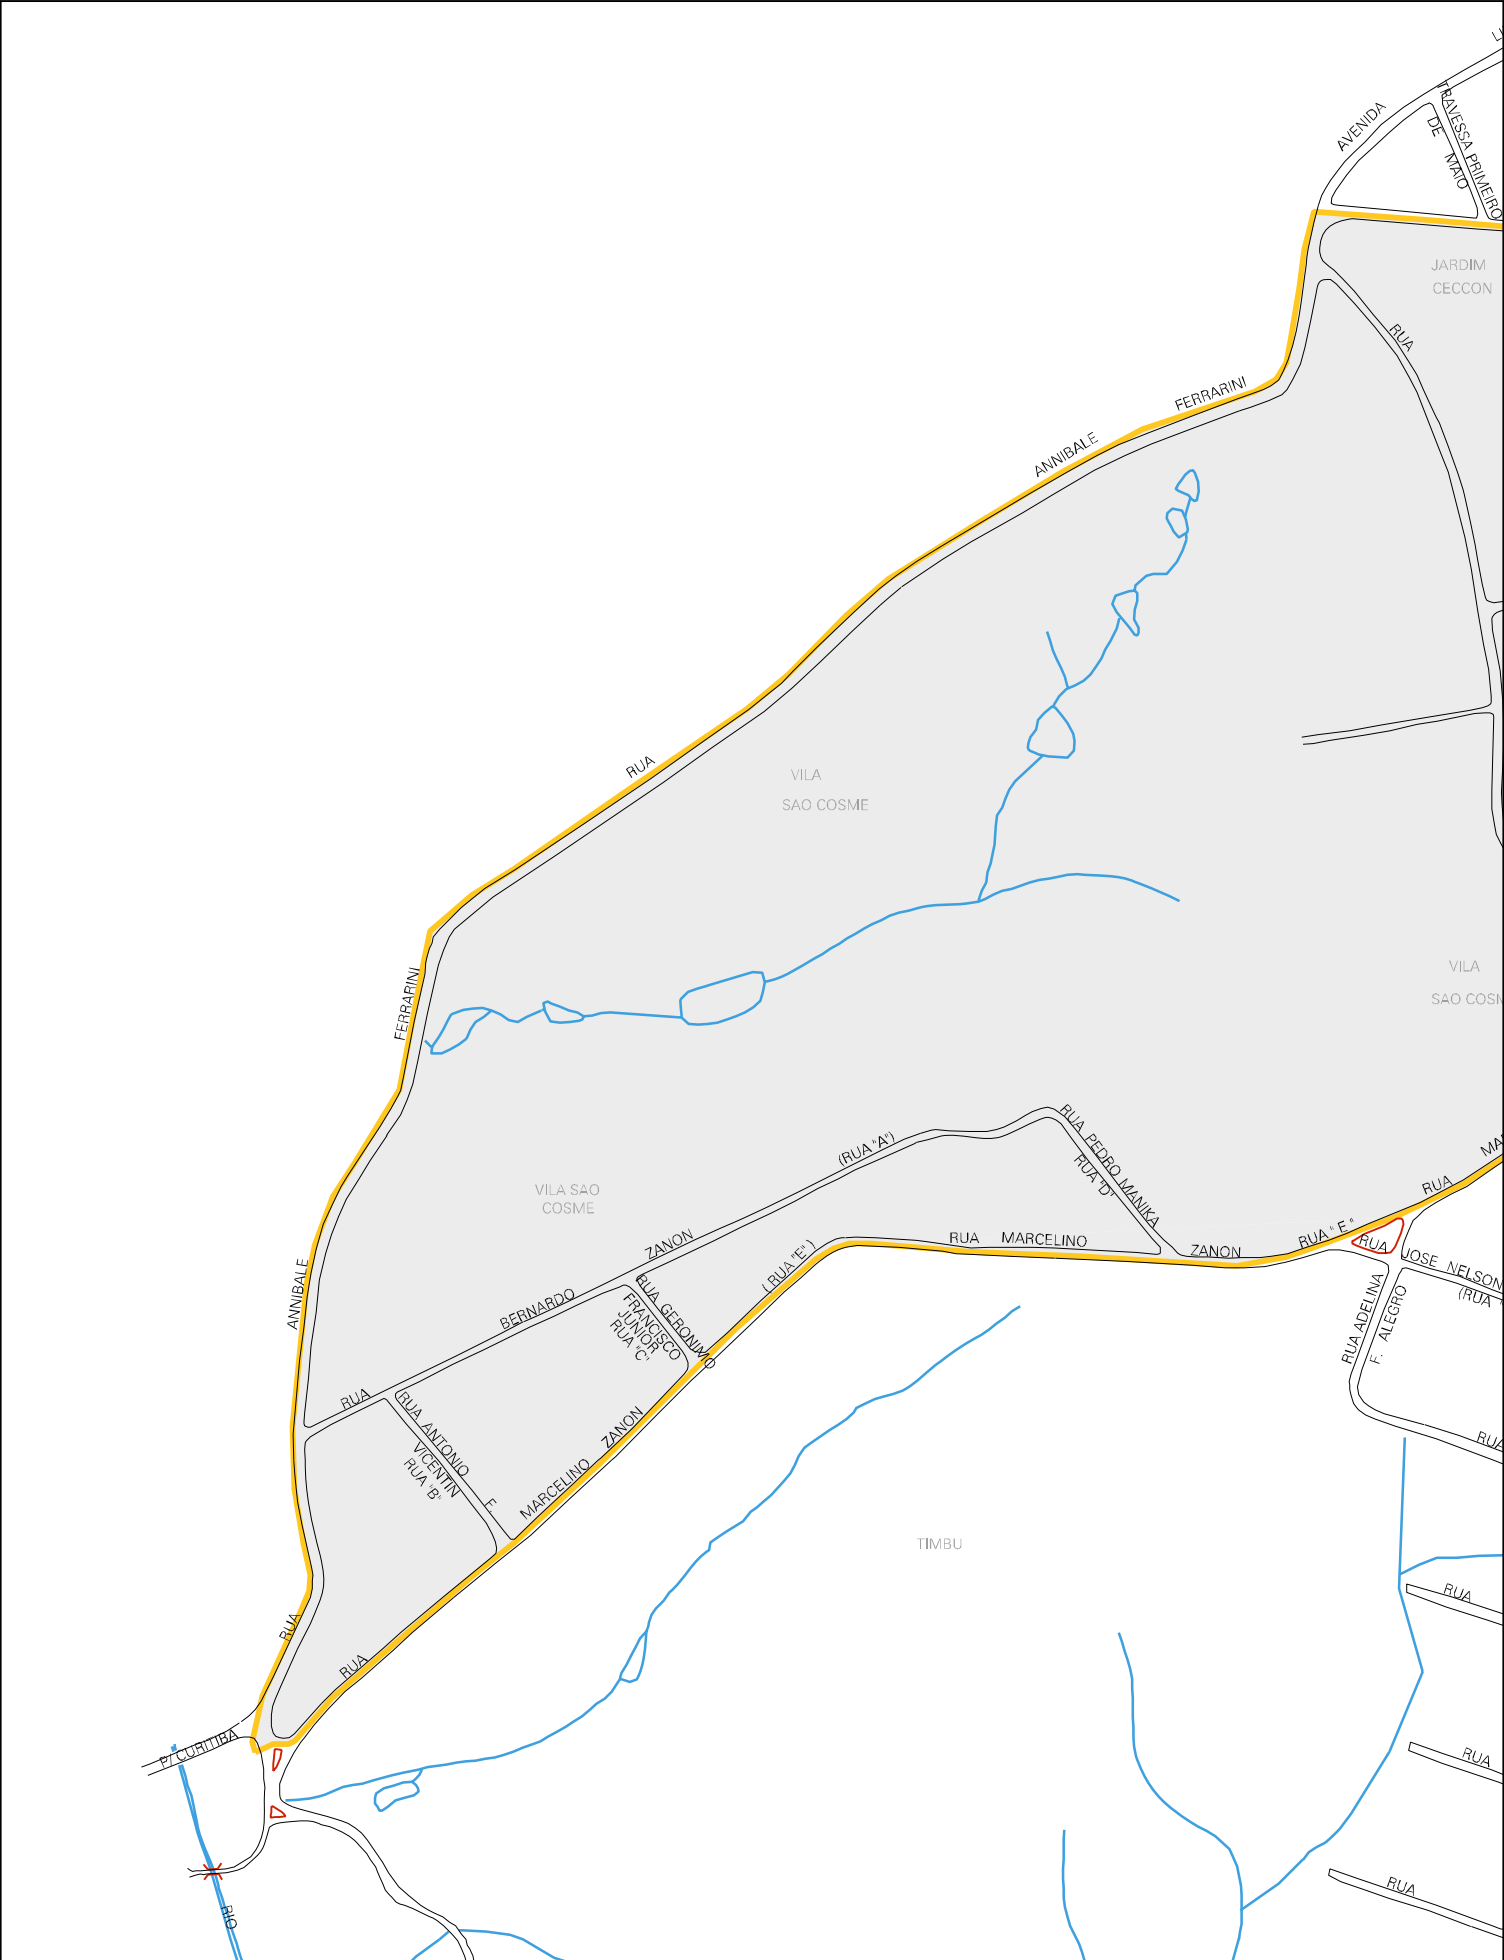 AVENIDA
TRAVESSA PRIMEIRO
DE MAIO
JARDIM
CECCON
RUA
FERRARINI
ANNIBALE
RUA
VILA
SAO COSME
VILA
FERRARINI
MA
(RUA "A")
RUA PEDRO MANIKA
RUA "D"
VILA SAO
COSME
RUA
RUA "E"
RUA MARCELINO
ZANON
ZANON
RUA JOSE NELSON
(RUA "
ANNIBALE
("RUA "E")
RUA GERONIMO
FRANCISCO
JUNIOR
RUA "C"
BERNARDO
RUA ADELINA
F. ALEGRO
RUA
RUA ANTONIO E.
VICENTIN
RUA "B"
ZANON
MARCELINO
RUA
TIMBU
RUA
RUA
RUA
P/ CURITIBA
RUA
RUA
RIO